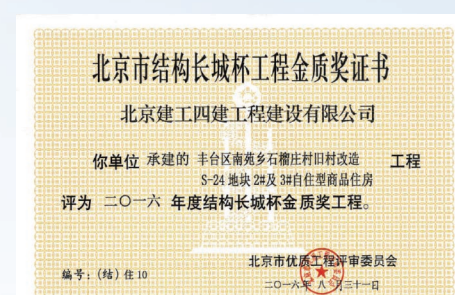 北京市结构长城杯工程金质奖证书
北京建工四建工程建设有限公司
你单位 承建的 丰台区南苑乡石榴庄村旧村改造 工程
S-24 地块 2#及 3#自住型商品住房
评为 二〇一六 年度结构长城杯金质奖工程。
北京市优质工程评审委员会
编号：(结) 住 10
二〇一六年 八 月三十一日